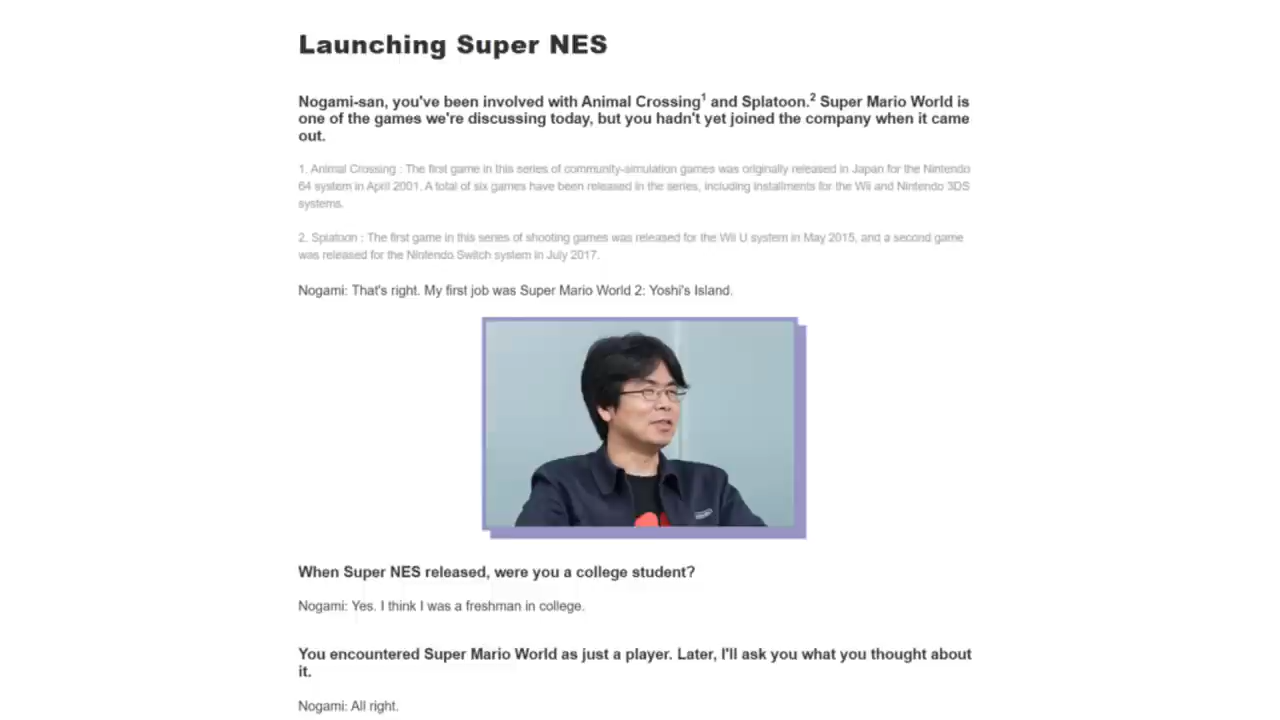 Launching Super NES
Nogami-san, you've been involved with Animal Crossing¹ and Splatoon.² Super Mario World is
one of the games we're discussing today, but you hadn't yet joined the company when it came
out.
1. Animal Crossing : The first game in this series of community-simulation games was originally released in Japan for the Nintendo
64 system in April 2001. A total of six games have been released in the series, including installments for the Wii and Nintendo 3DS
systems.
2. Splatoon : The first game in this series of shooting games was released for the Wii U system in May 2015, and a second game
was released for the Nintendo Switch system in July 2017.
Nogami: That's right. My first job was Super Mario World 2: Yoshi's Island.
When Super NES released, were you a college student?
Nogami: Yes. I think I was a freshman in college.
You encountered Super Mario World as just a player. Later, I'll ask you what you thought about
it.
Nogami: All right.